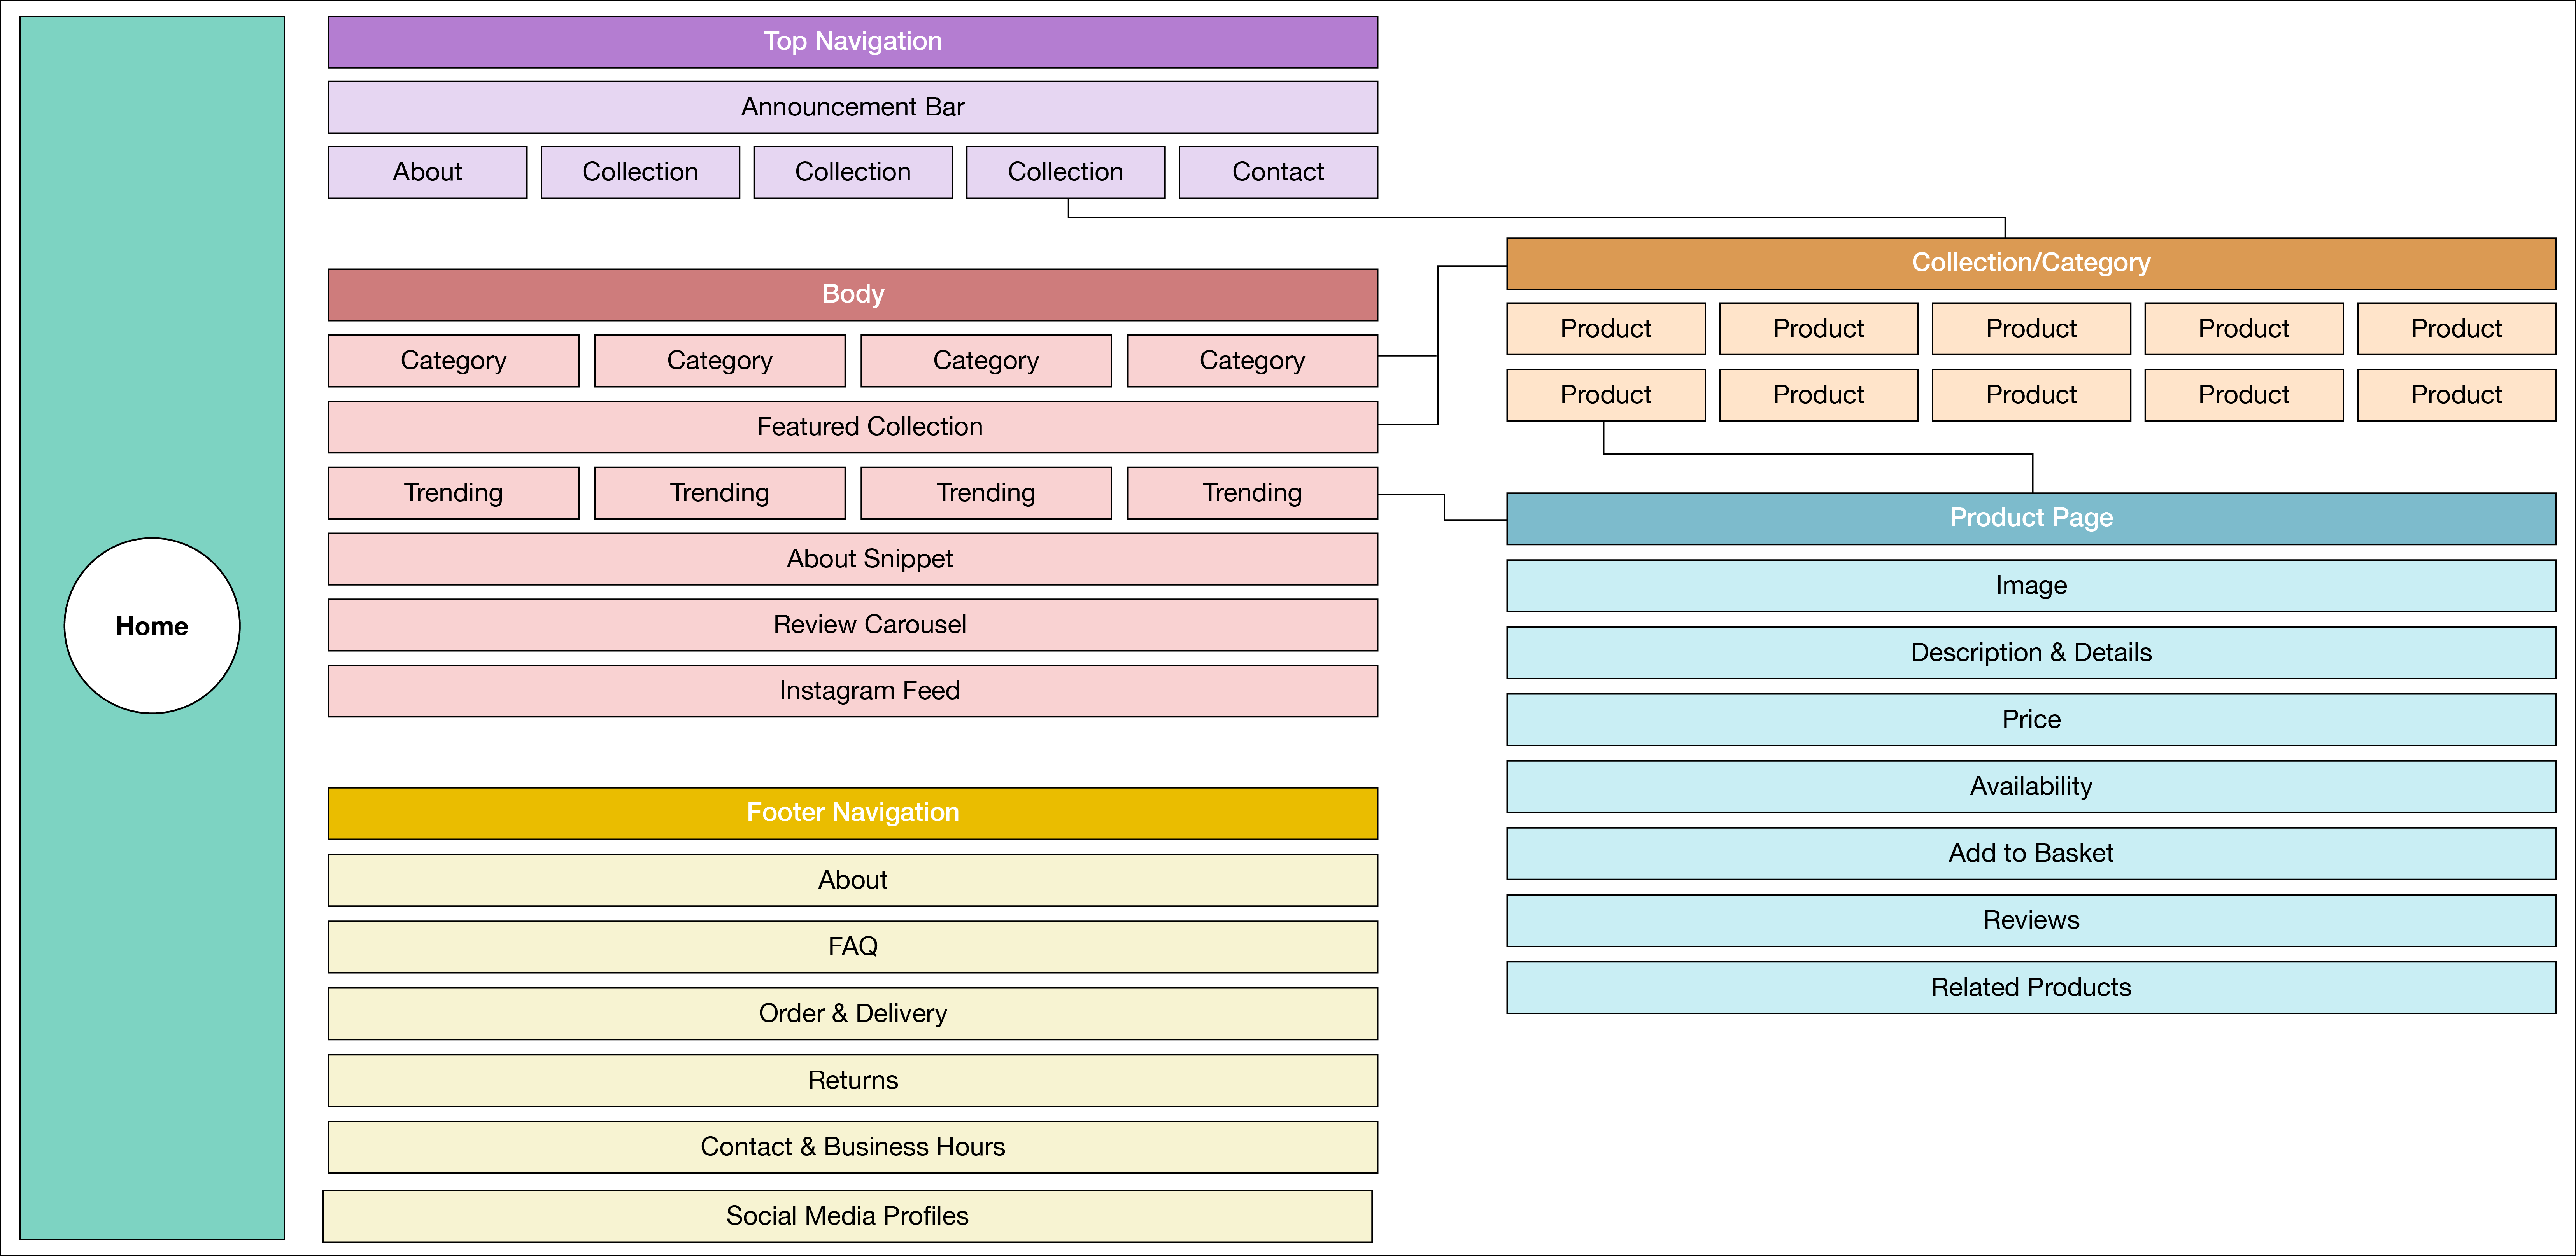 Home
Top Navigation
Announcement Bar
About Collection Collection Collection Contact
Body
Category Category Category Category
Featured Collection
Trending Trending Trending Trending
About Snippet
Review Carousel
Instagram Feed
Footer Navigation
About
FAQ
Order & Delivery
Returns
Contact & Business Hours
Social Media Profiles
Collection/Category
Product Product Product Product Product
Product Product Product Product Product
Product Page
Image
Description & Details
Price
Availability
Add to Basket
Reviews
Related Products